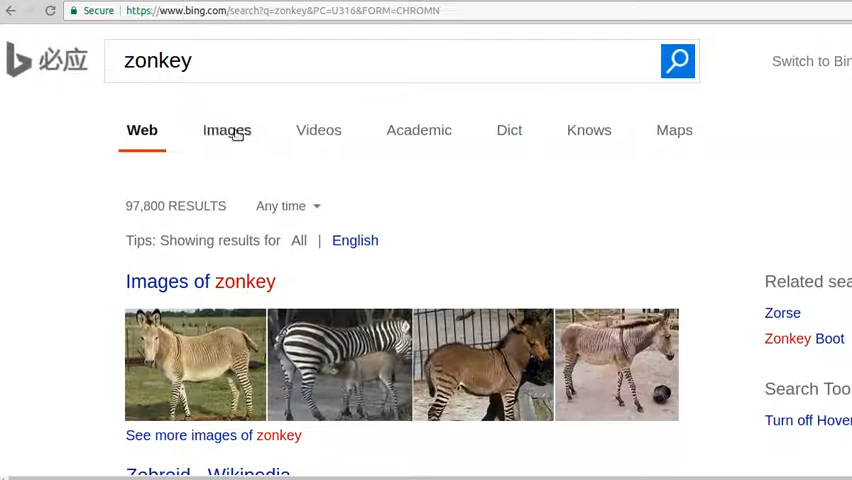 Secure https://www.bing.com/search?q=zonkey&PC=U316&FORM=CHROMN
必应 zonkey Switch to Bin
Web Images Videos Academic Dict Knows Maps
97,800 RESULTS Any time
Tips: Showing results for All | English
Images of zonkey
Related sea
Zorse
Zonkey Boot
Search Too
Turn off Hover
See more images of zonkey
Zebroid - Wikipedia